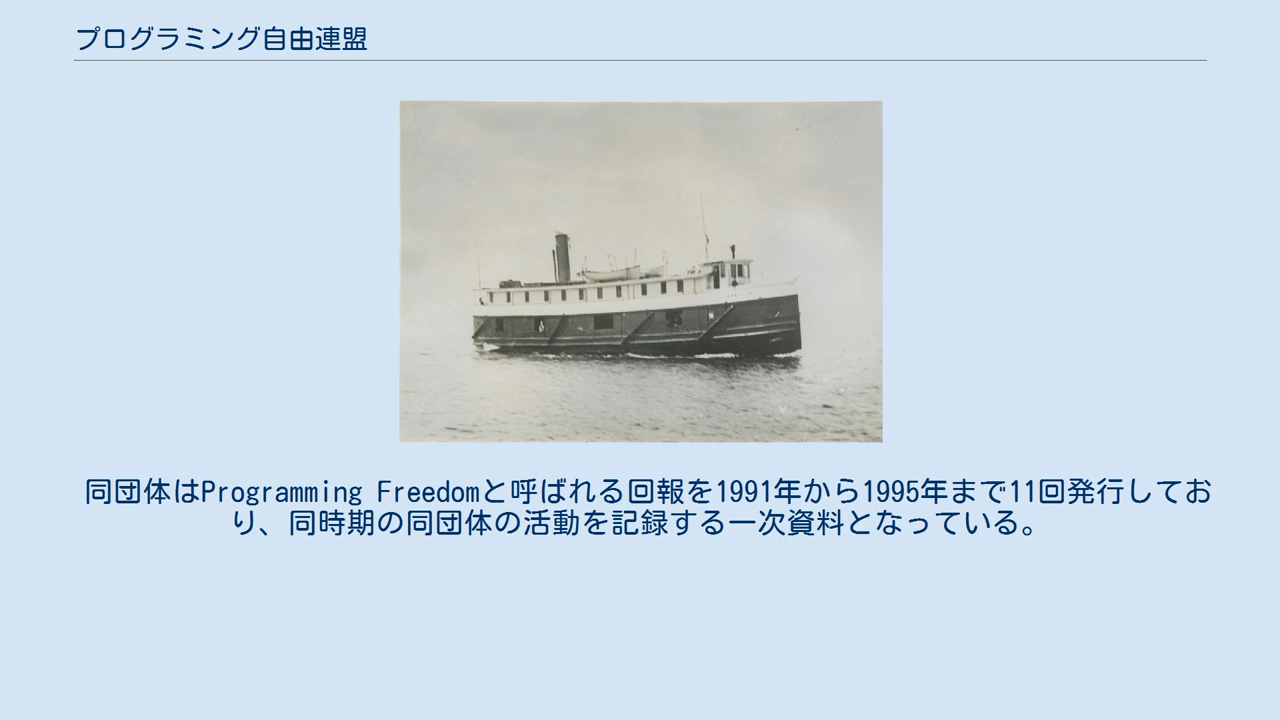 プログラミング自由連盟
同団体はProgramming Freedomと呼ばれる回報を1991年から1995年まで11回発行してお
り、同時期の同団体の活動を記録する一次資料となっている。